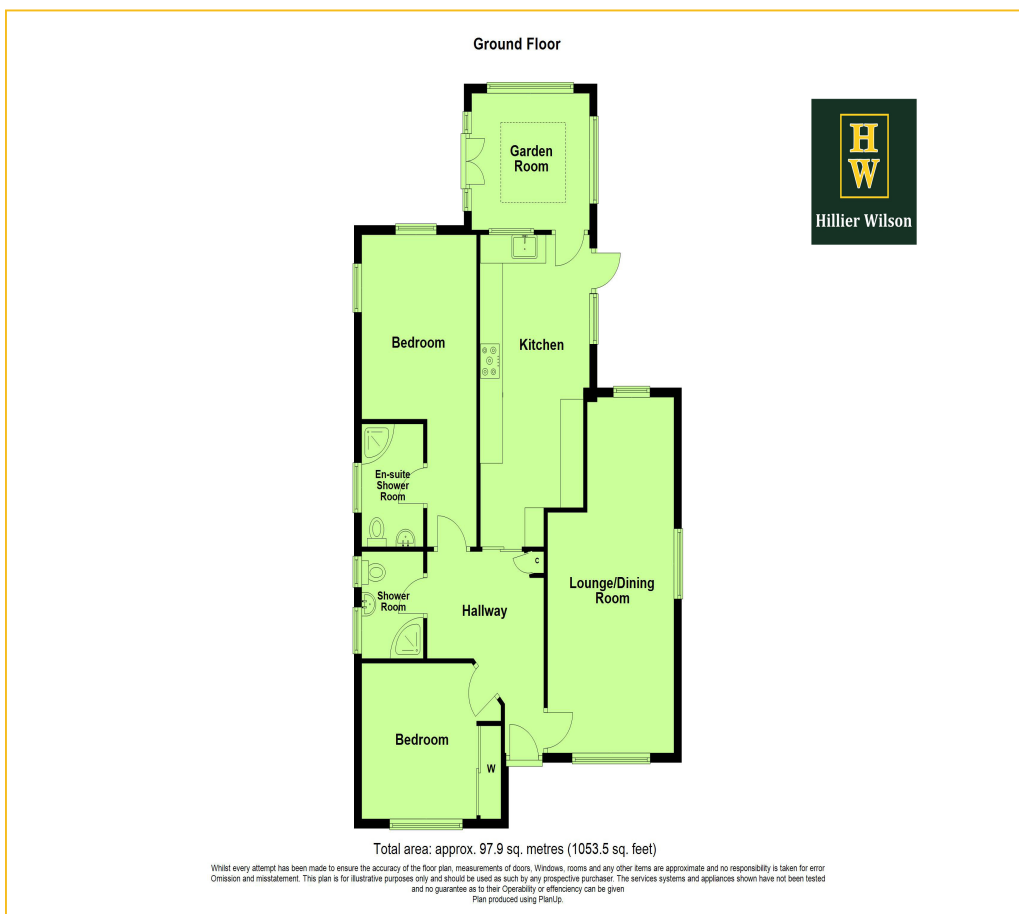 Ground Floor
H
W
Hillier Wilson
Garden
Room
Bedroom
Kitchen
En-suite
Shower
Room
Shower
Room
Hallway
C
Lounge/Dining
Room
Bedroom
W
Total area: approx. 97.9 sq. metres (1053.5 sq. feet)
Whilst every attempt has been made to ensure the accuracy of the floor plan, measurements of doors, Windows, rooms and any other items are approximate and no responsibility is taken for error
Omission and misstatement. This plan is for illustrative purposes only and should be used as such by any prospective purchaser. The services systems and appliances shown have not been tested
and no guarantee as to their Operability or effenciency can be given
Plan produced using PlanUp.